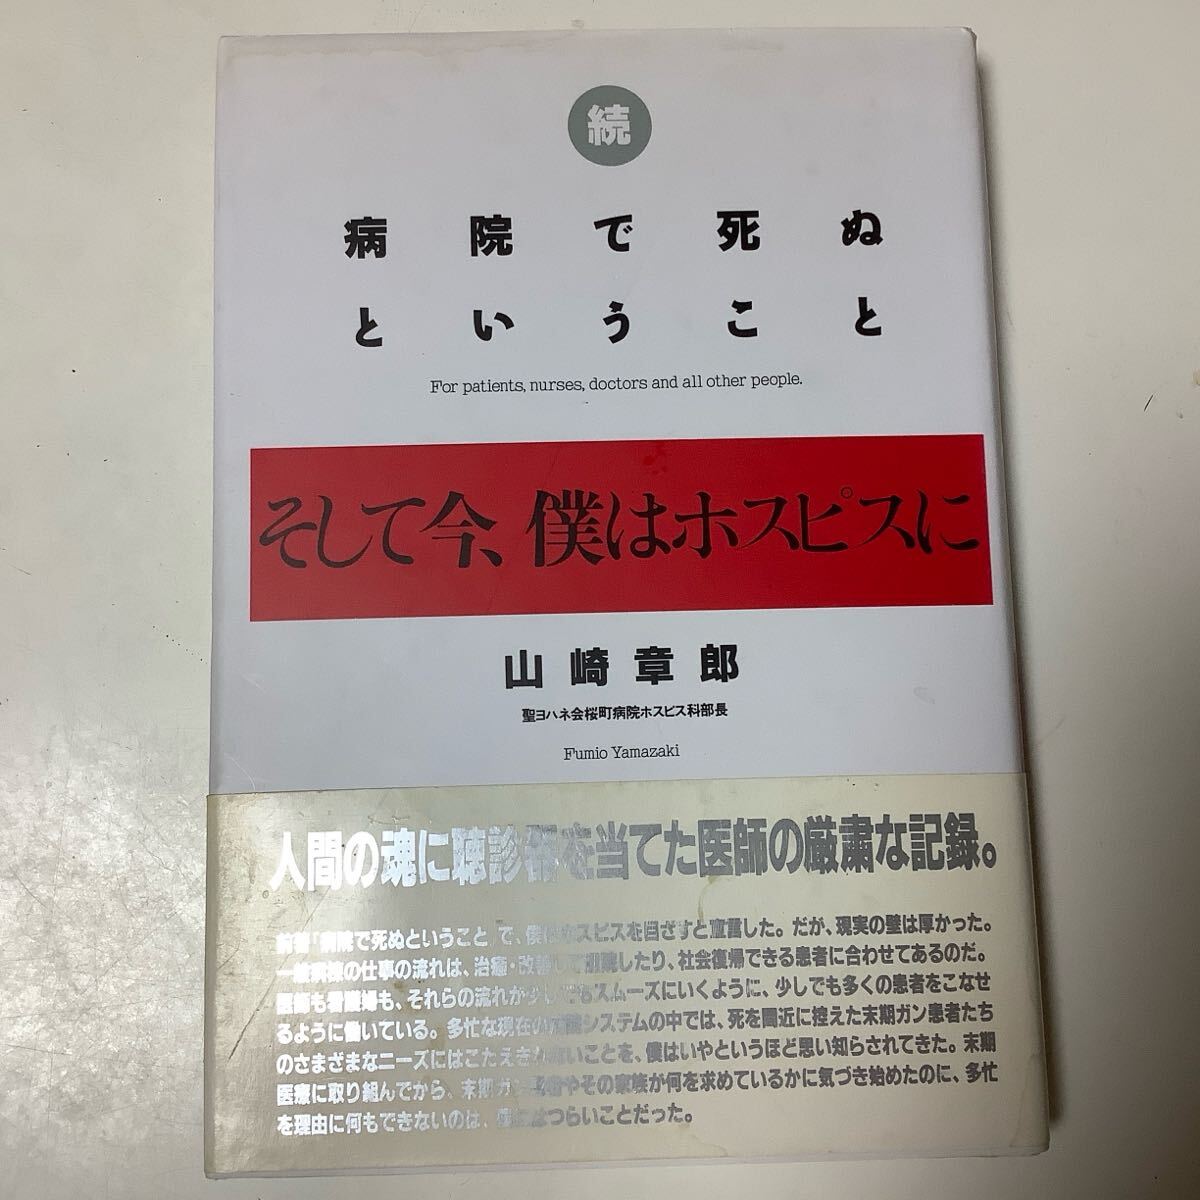 続
病院で死ぬ
ということ
For patients, nurses, doctors and all other people.
そして今、僕はホスピスに
山崎章郎
聖ヨハネ会桜町病院ホスピス科部長
Fumio Yamazaki
人間の魂に聴診器を当てた医師の厳粛な記録。
前著「病院で死ぬということ」で、僕はホスピスを目ざすと宣言した。だが、現実の壁は厚かった。
一般病棟の仕事の流れは、治癒・改善して退院したり、社会復帰できる患者に合わせてあるのだ。
医師も看護婦も、それらの流れが少しでもスムーズにいくように、少しでも多くの患者をこなせ
るように働いている。多忙な現在の システムの中では、死を間近に控えた末期ガン患者たち
のさまざまなニーズにはこたえきれないことを、僕はいやというほど思い知らされてきた。末期
医療に取り組んでから、末期ガン患者やその家族が何を求めているかに気づき始めたのに、多忙
を理由に何もできないのは、 つらいことだった。